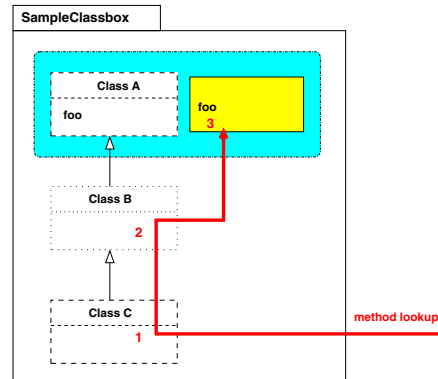 SampleClassbox
Class A
foo
foo
3
Class B
2
Class C
1
method lookup